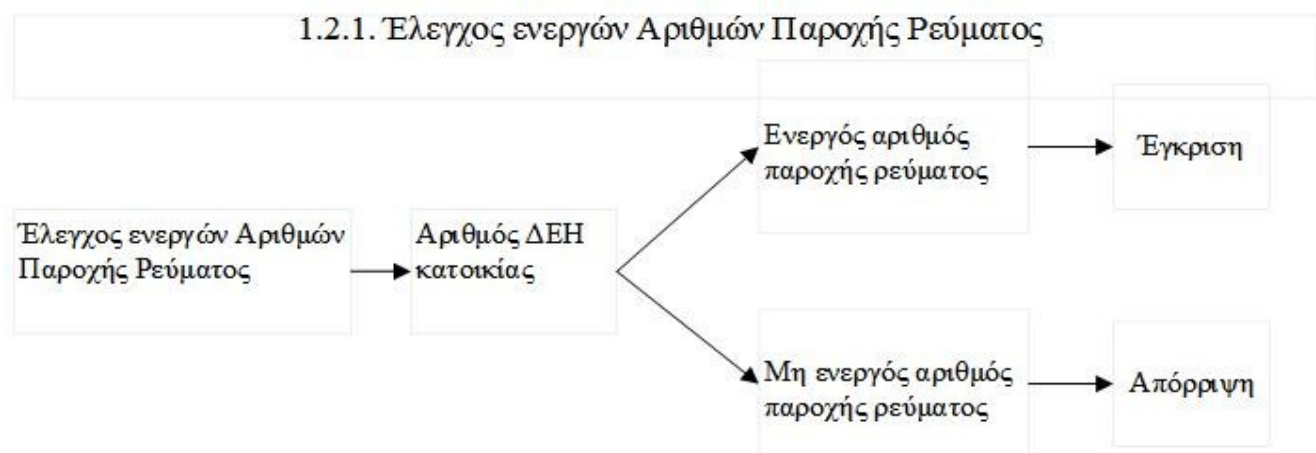 1.2.1. Έλεγχος ενεργών Αριθμών Παροχής Ρεύματος
Έλεγχος ενεργών Αριθμών
Παροχής Ρεύματος
Αριθμός ΔΕΗ
κατοικίας
Ενεργός αριθμός
παροχής ρεύματος
Έγκριση
Μη ενεργός αριθμός
παροχής ρεύματος
Απόρριψη